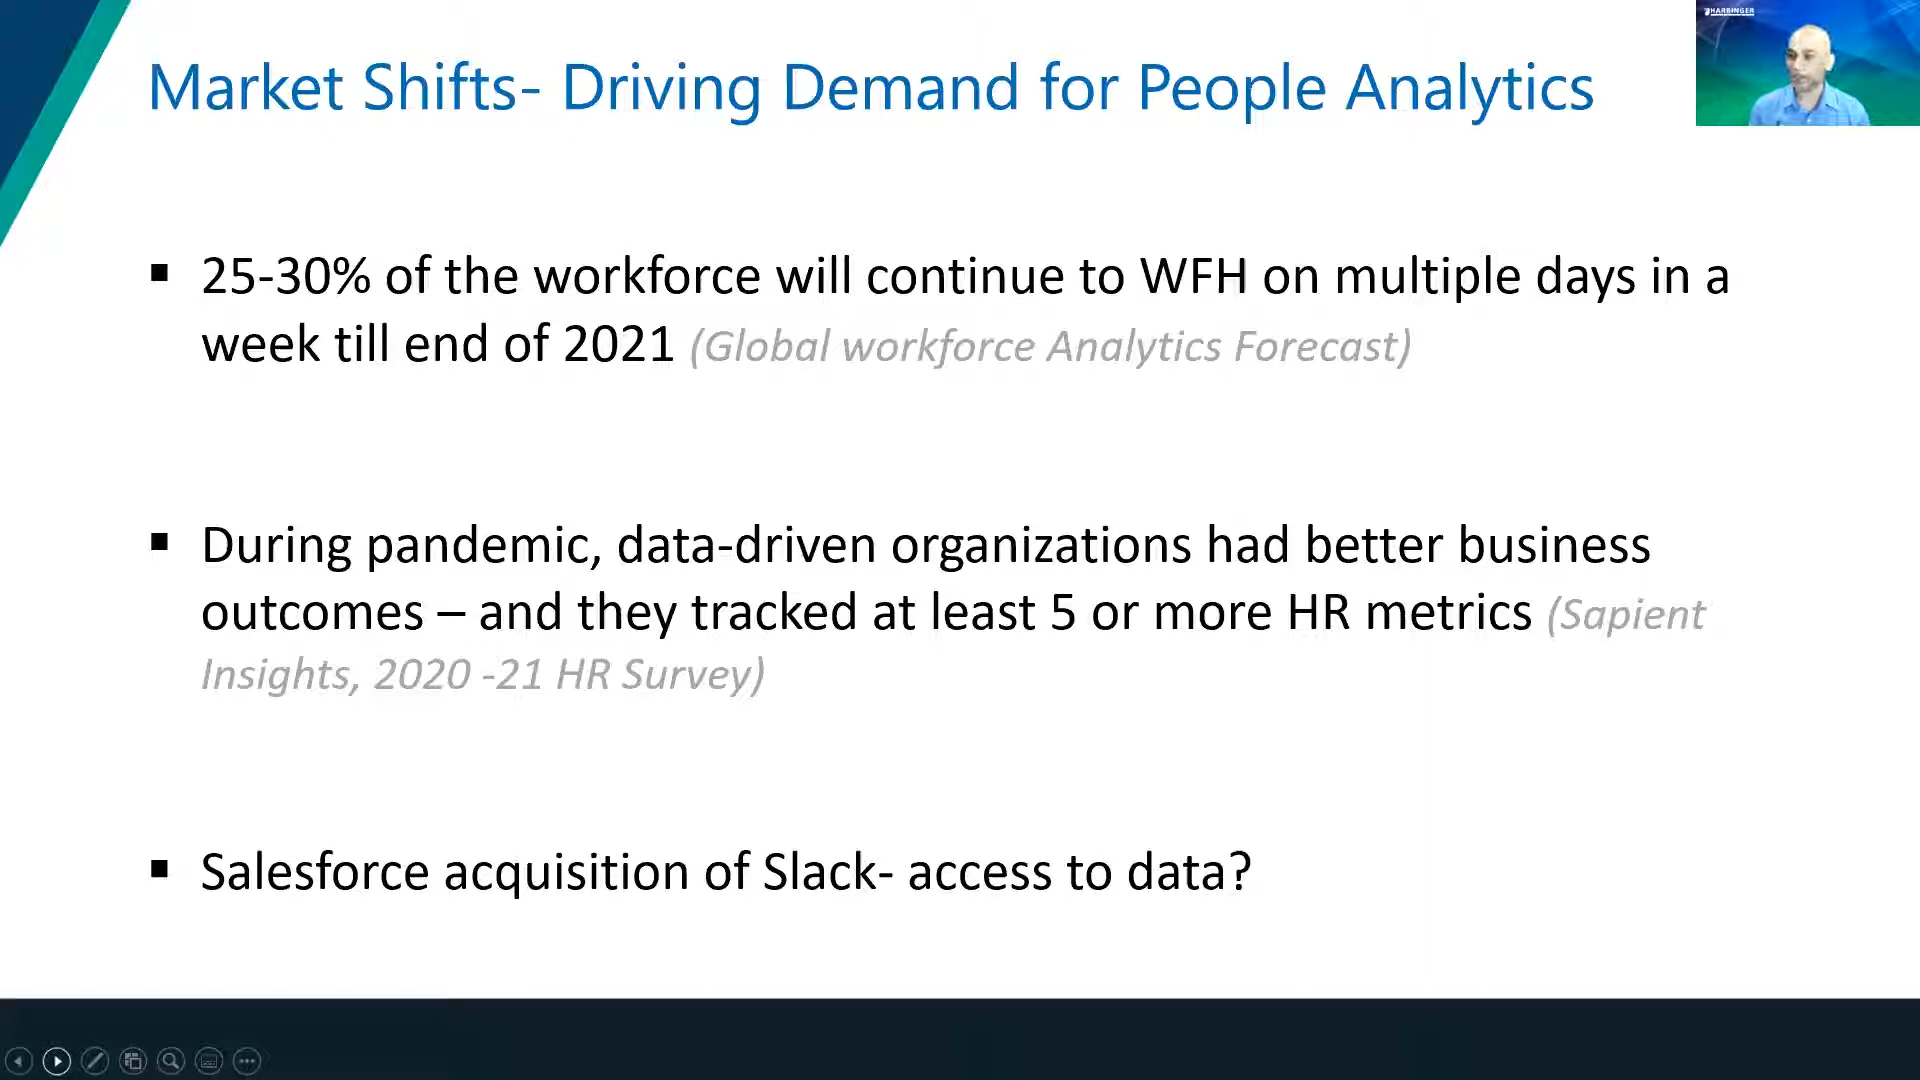 HARBINGER
Market Shifts- Driving Demand for People Analytics
25-30% of the workforce will continue to WFH on multiple days in a
week till end of 2021 (Global workforce Analytics Forecast)
During pandemic, data-driven organizations had better business
outcomes – and they tracked at least 5 or more HR metrics (Sapient
Insights, 2020 -21 HR Survey)
Salesforce acquisition of Slack- access to data?